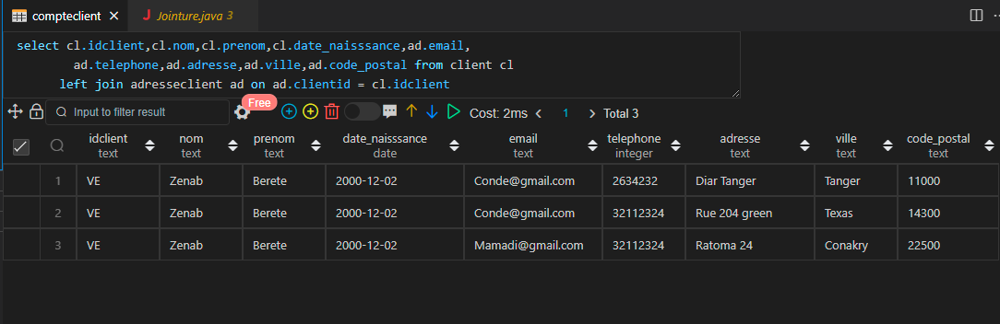 compteclient
J Jointure.java 3
select cl.idclient,cl.nom,cl.prenom,cl.date_naisssance,ad.email,
ad.telephone,ad.adresse,ad.ville,ad.code_postal from client cl
left join adresseclient ad on ad.clientid = cl.idclient
Input to filter result Free Cost: 2ms 1 Total 3
idclient nom prenom date_naisssance email telephone adresse ville code_postal
text text text date text integer text text text
1 VE Zenab Berete 2000-12-02 Conde@gmail.com 2634232 Diar Tanger Tanger 11000
2 VE Zenab Berete 2000-12-02 Conde@gmail.com 32112324 Rue 204 green Texas 14300
3 VE Zenab Berete 2000-12-02 Mamadi@gmail.com 32112324 Ratoma 24 Conakry 22500